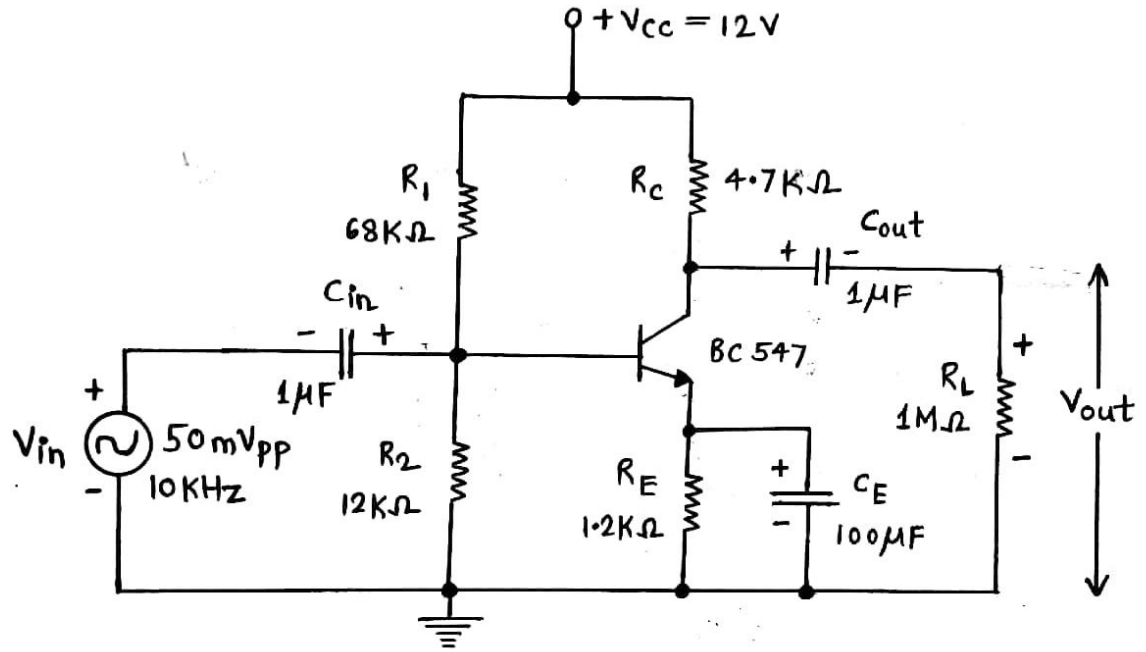 +VCC = 12V
R1
68KΩ
RC
4.7KΩ
Cout
+ -
1μF
Cin
- +
1μF
BC 547
+
Vin
50mVpp
10KHz
-
R2
12KΩ
RE
1.2KΩ
+
-
CE
100μF
+
RL
1MΩ
-
Vout